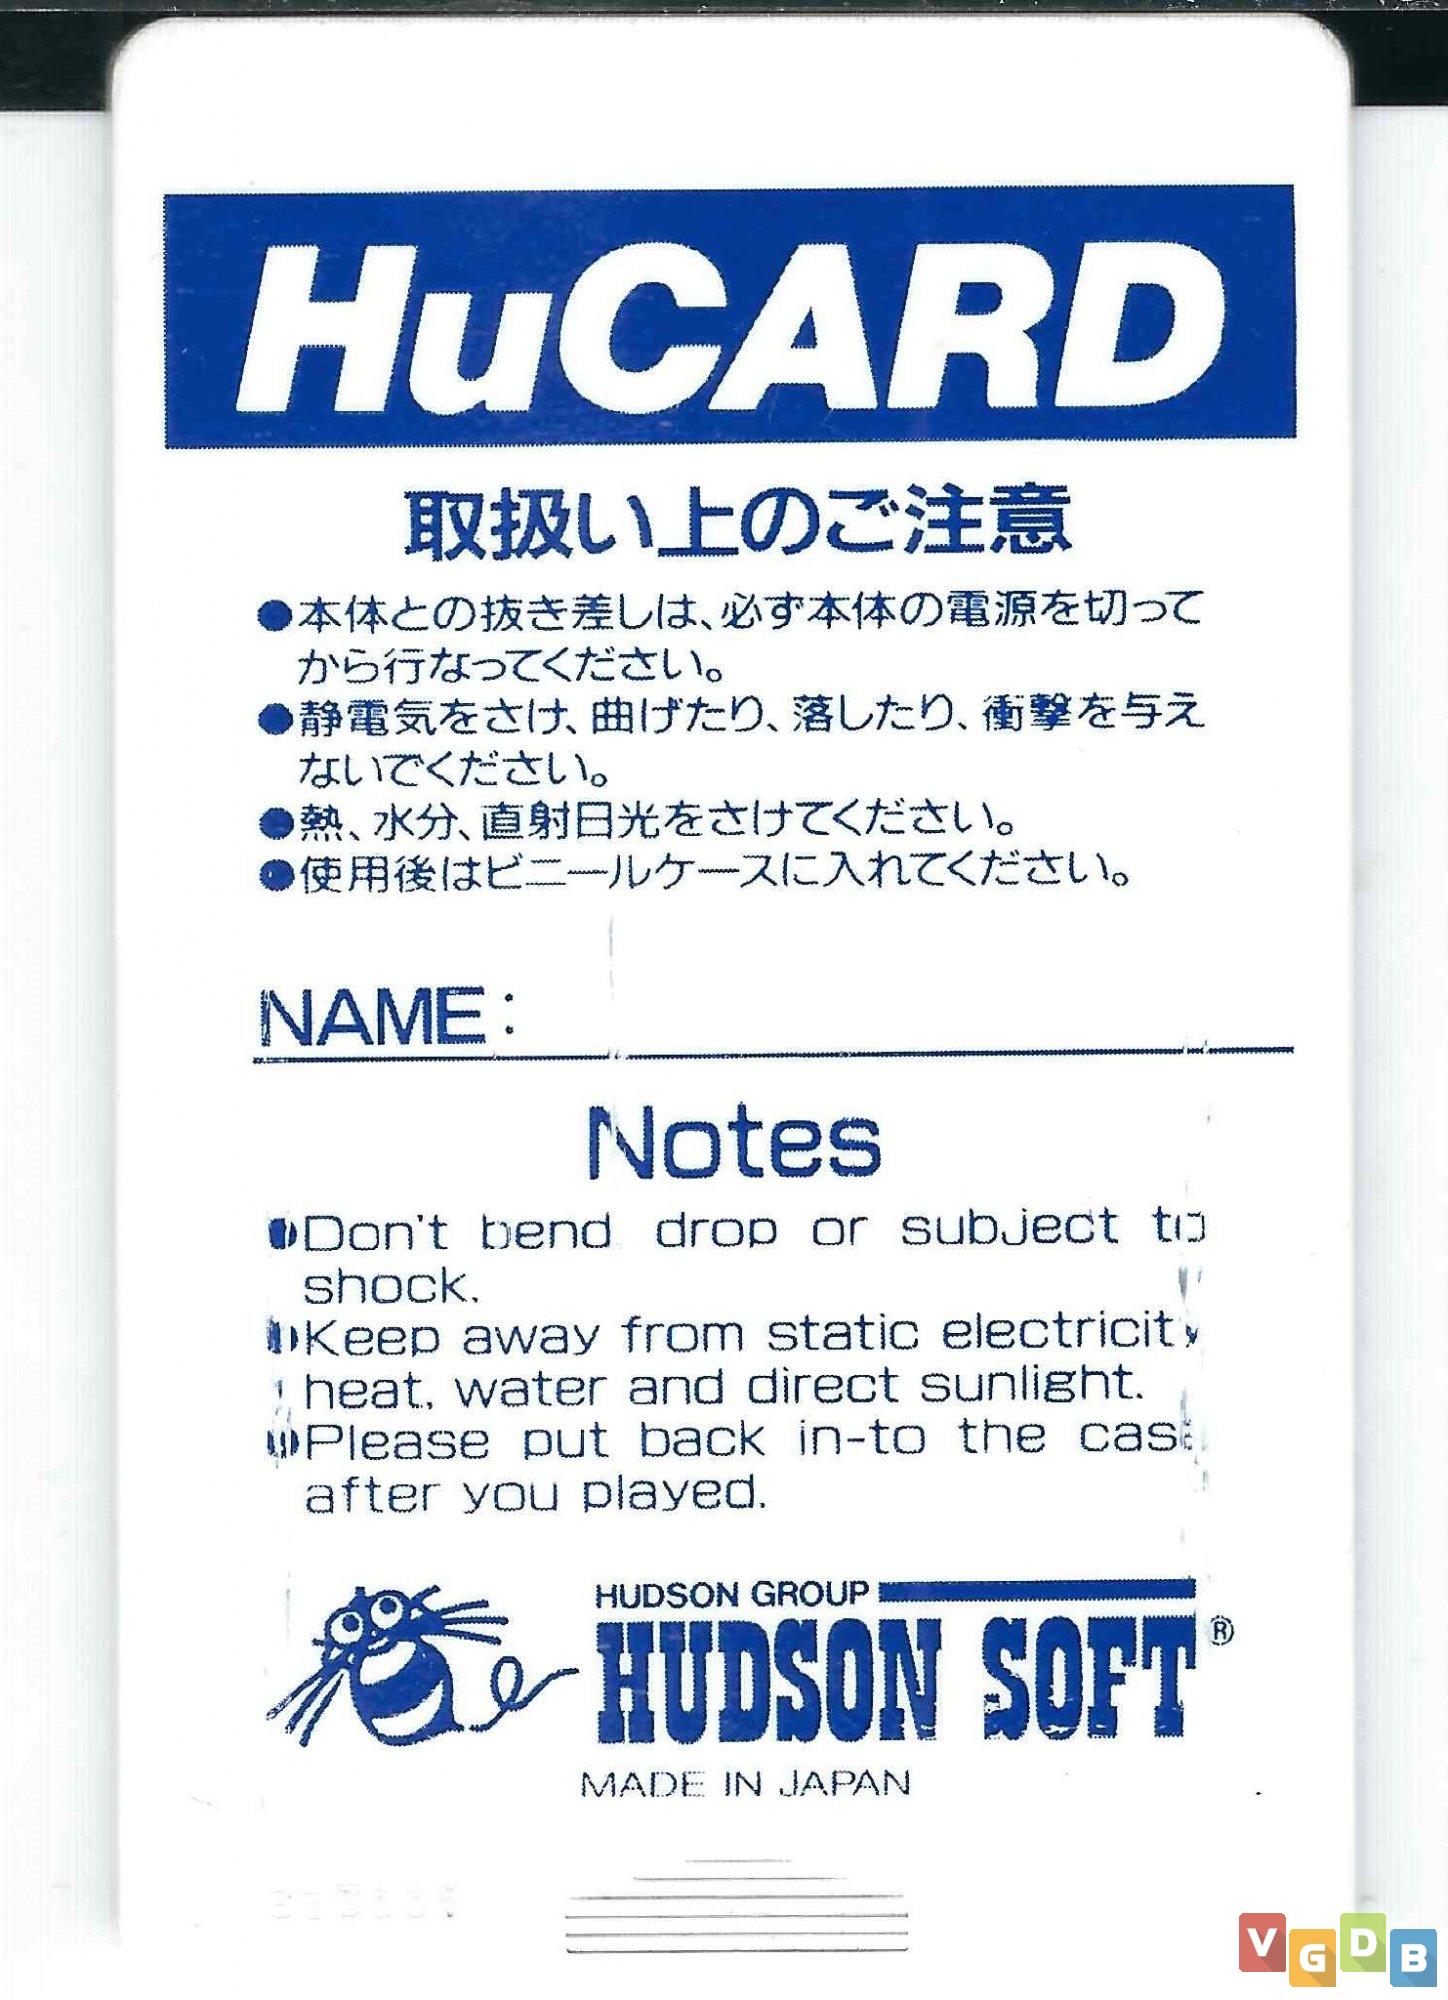 HuCARD
取扱い上のご注意
●本体との抜き差しは、必ず本体の電源を切って
から行なってください。
●静電気をさけ、曲げたり、落したり、衝撃を与え
ないでください。
●熱、水分、直射日光をさけてください。
●使用後はビニールケースに入れてください。
NAME:
Notes
●Don't bend drop or subject to
shock.
●Keep away from static electricity
heat, water and direct sunlight.
●Please put back in-to the case
after you played.
HUDSON GROUP
HUDSON SOFT®
MADE IN JAPAN
VGDB